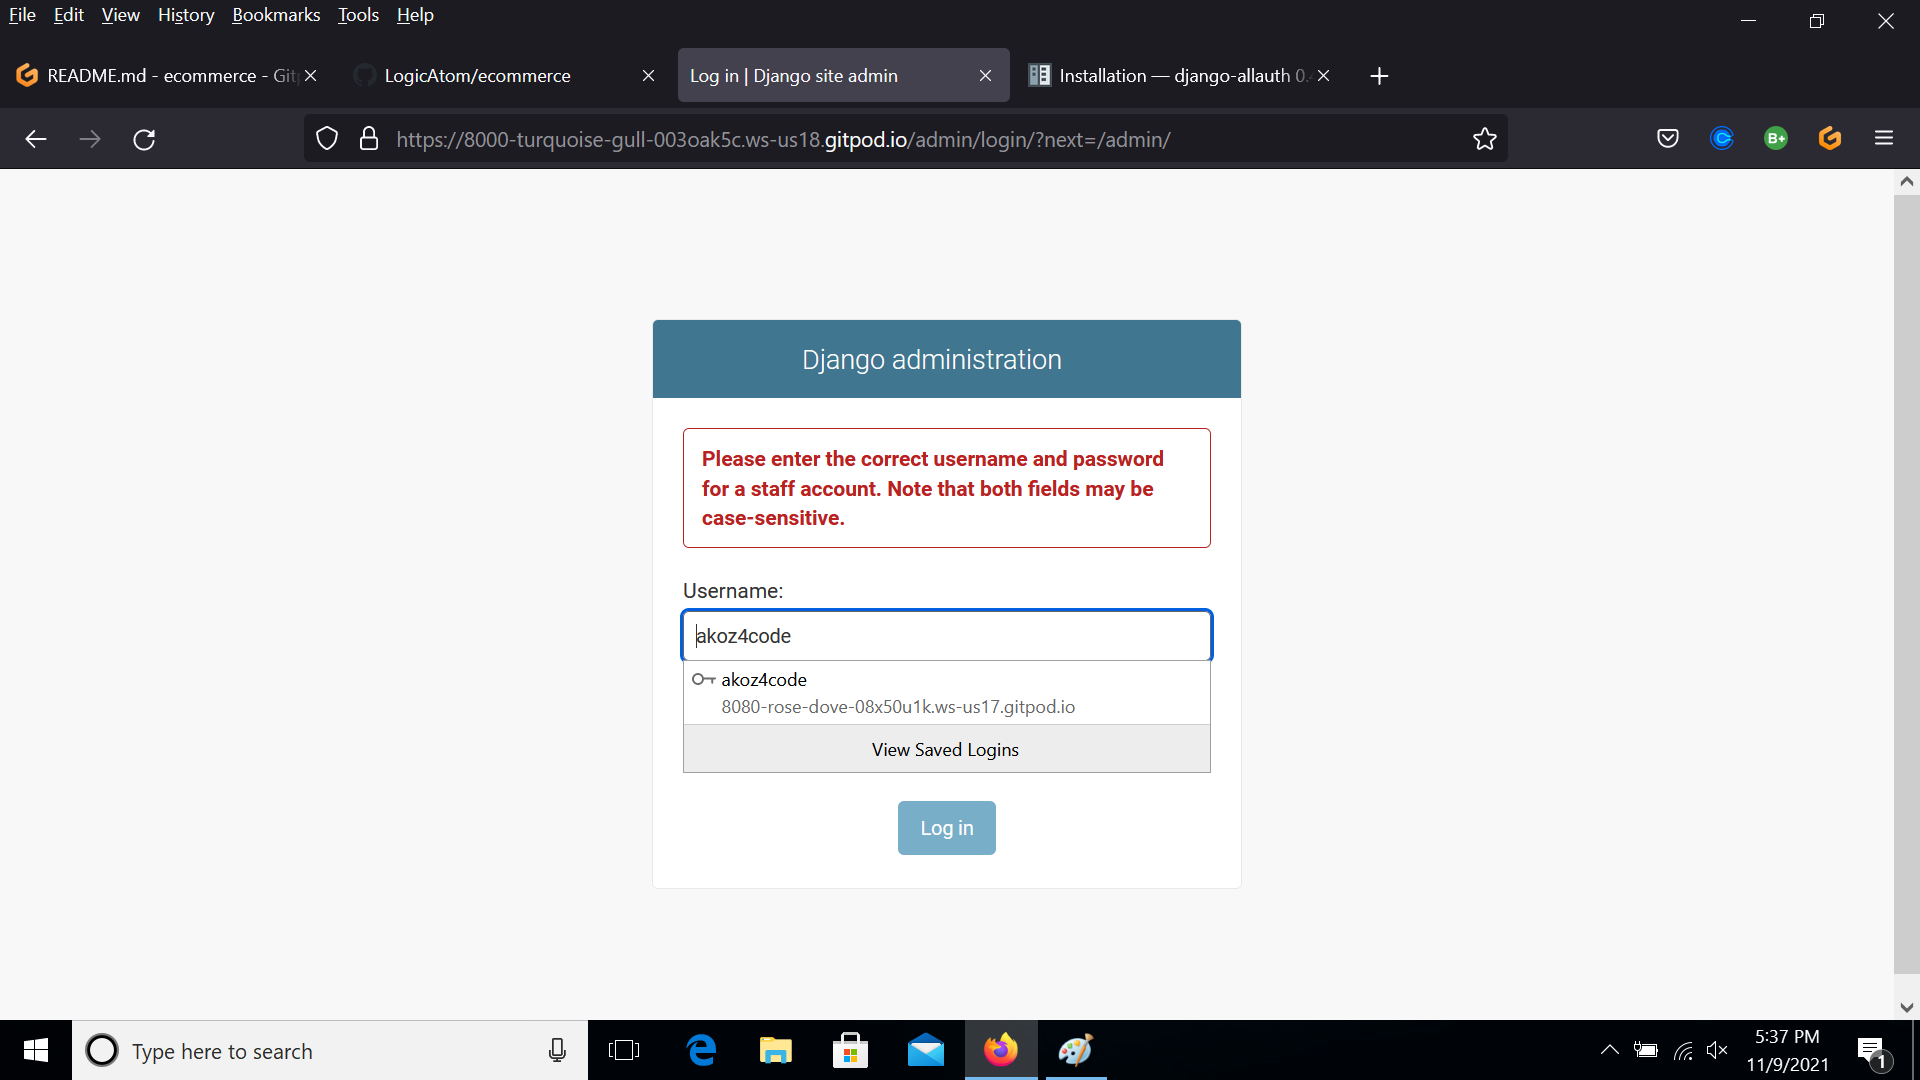 File Edit View History Bookmarks Tools Help
README.md - ecommerce - Git
LogicAtom/ecommerce
Log in | Django site admin
Installation — django-allauth 0.
https://8000-turquoise-gull-003oak5c.ws-us18.gitpod.io/admin/login/?next=/admin/
B+
Django administration
Please enter the correct username and password
for a staff account. Note that both fields may be
case-sensitive.
Username:
akoz4code
akoz4code
8080-rose-dove-08x50u1k.ws-us17.gitpod.io
View Saved Logins
Log in
Type here to search
5:37 PM
11/9/2021
1